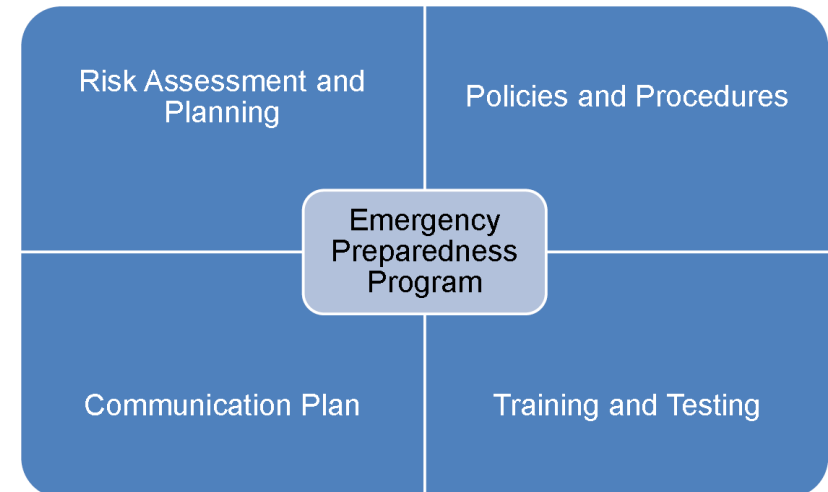 Risk Assessment and
Planning
Policies and Procedures
Emergency
Preparedness
Program
Communication Plan
Training and Testing